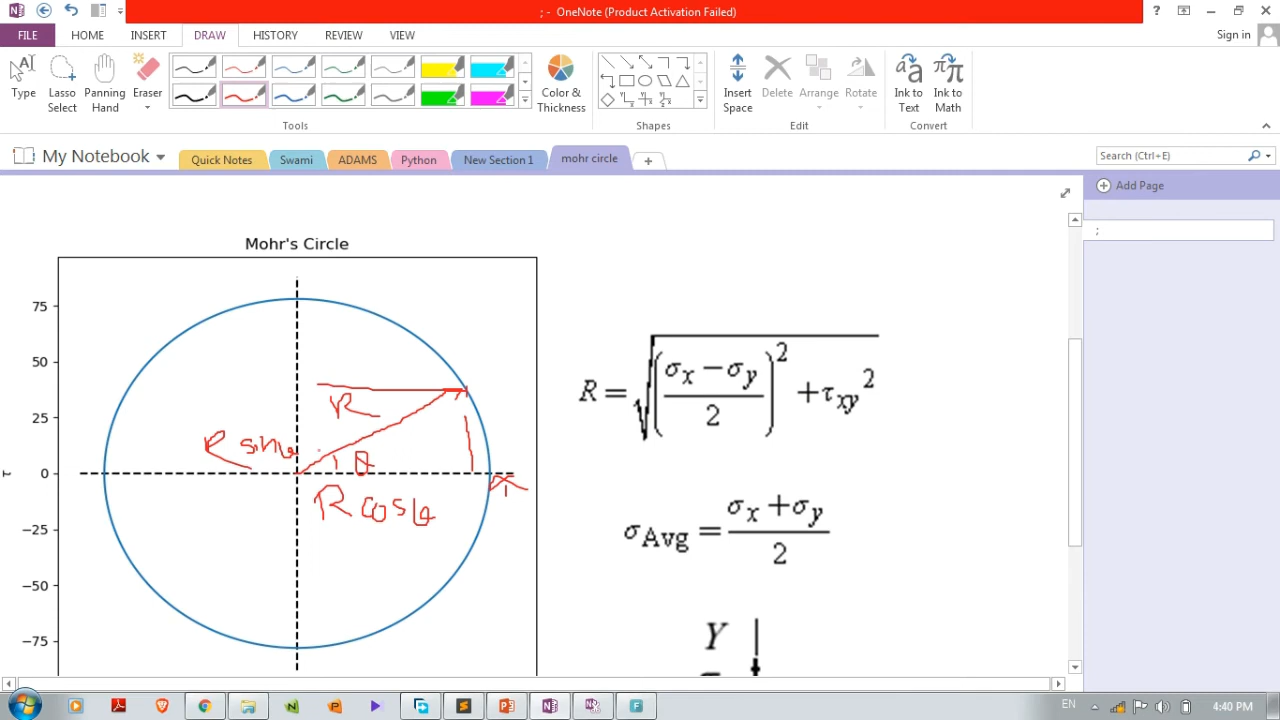 ; - OneNote (Product Activation Failed)
FILE HOME INSERT DRAW HISTORY REVIEW VIEW
Sign in
Type
Lasso Select
Panning Hand
Eraser
Color & Thickness
Insert Space
Delete
Arrange
Rotate
Ink to Text
Ink to Math
Tools
Shapes
Edit
Convert
My Notebook
Quick Notes
Swami
ADAMS
Python
New Section 1
mohr circle
Search (Ctrl+E)
Add Page
;
Mohr's Circle
75
50
25
0
−25
−50
−75
τ
R
R sinθ
θ
R cosθ
R = √((σx − σy)/2)² + τxy²
σAvg = (σx + σy)/2
Y
EN
4:40 PM